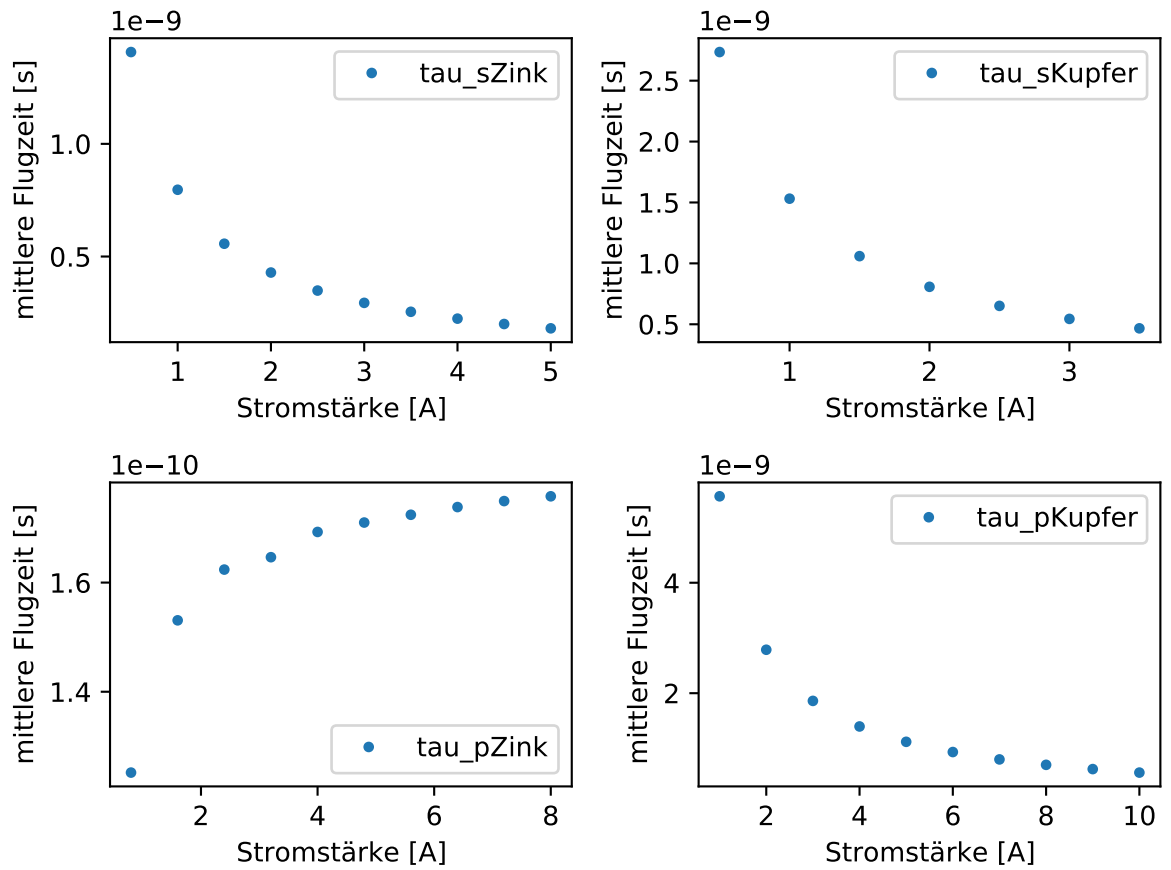 1e−9
mittlere Flugzeit [s]
1.0
0.5
tau_sZink
1 2 3 4 5
Stromstärke [A]
1e−9
mittlere Flugzeit [s]
2.5
2.0
1.5
1.0
0.5
tau_sKupfer
1 2 3
Stromstärke [A]
1e−10
mittlere Flugzeit [s]
1.6
1.4
tau_pZink
2 4 6 8
Stromstärke [A]
1e−9
mittlere Flugzeit [s]
4
2
tau_pKupfer
2 4 6 8 10
Stromstärke [A]